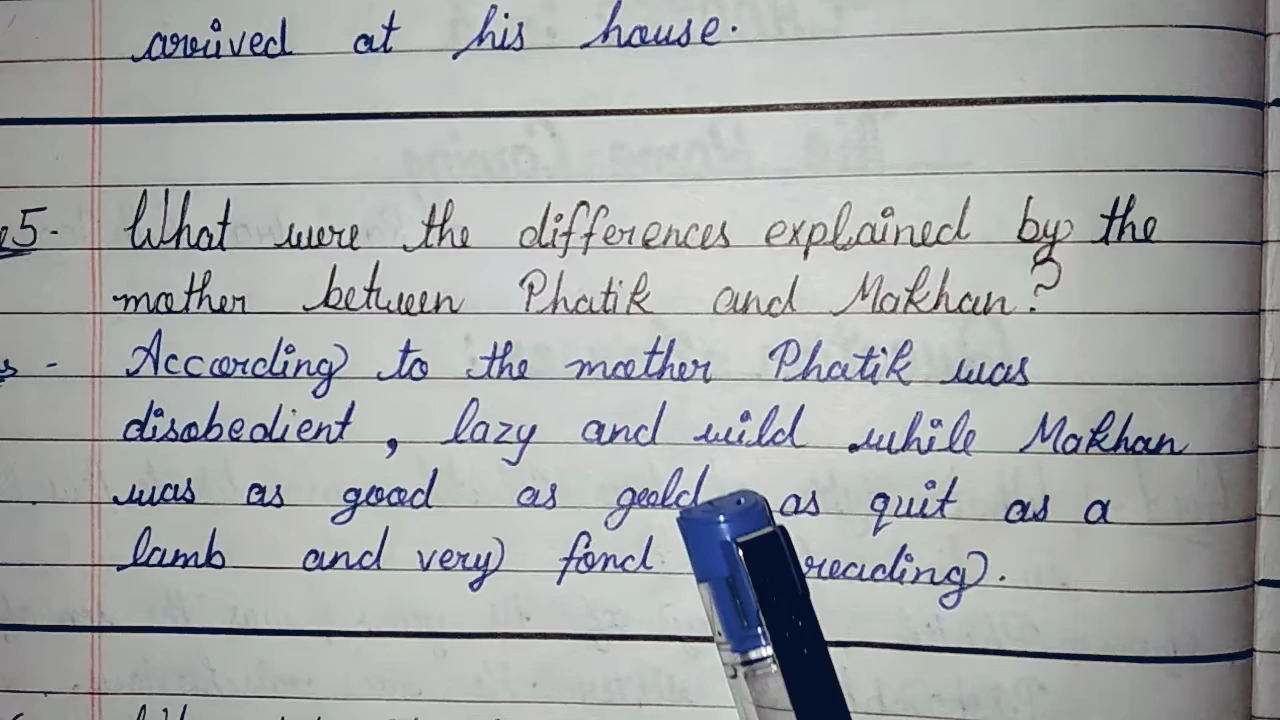 arrived at his house.
5. What were the differences explained by the
mother between Phatik and Makhan?
s - According to the mother Phatik was
disobedient, lazy and wild while Makhan
was as good as gold as quit as a
lamb and very fond reading.